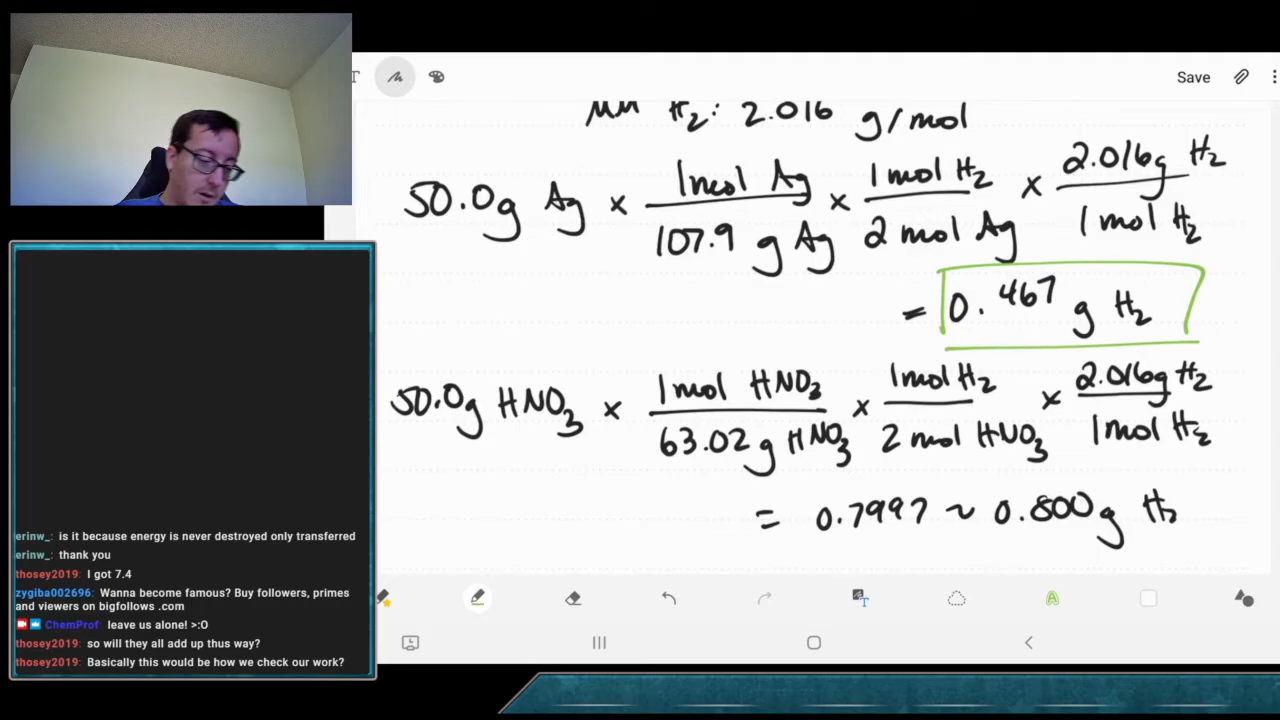 T
Save
MM H₂: 2.016 g/mol
50.0g Ag × 1mol Ag / 107.9 g Ag × 1 mol H₂ / 2 mol Ag × 2.016g H₂ / 1 mol H₂
= 0.467 g H₂
50.0g HNO₃ × 1mol HNO₃ / 63.02g HNO₃ × 1mol H₂ / 2 mol HNO₃ × 2.016g H₂ / 1mol H₂
= 0.7997 ~ 0.800g H₂
erinw_: is it because energy is never destroyed only transferred
erinw_: thank you
thosey2019: I got 7.4
zygiba002696: Wanna become famous? Buy followers, primes
and viewers on bigfollows .com
ChemProf: leave us alone! >:O
thosey2019: so will they all add up thus way?
thosey2019: Basically this would be how we check our work?
T
A